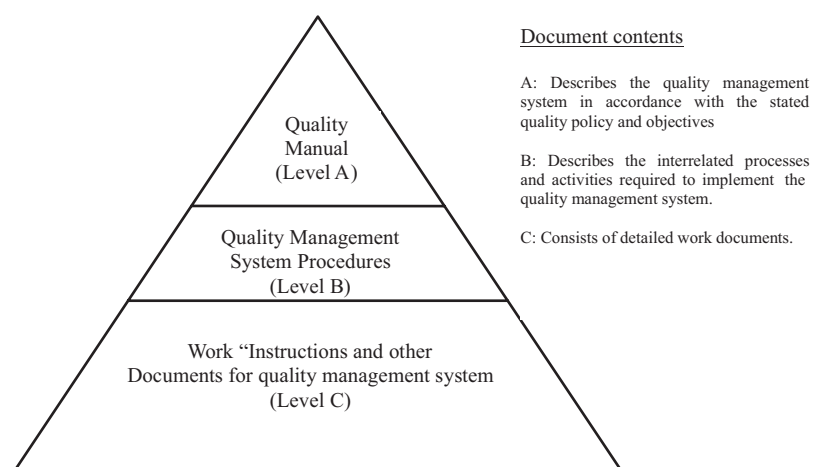 Quality
Manual
(Level A)
Quality Management
System Procedures
(Level B)
Work “Instructions and other
Documents for quality management system
(Level C)
Document contents
A: Describes the quality management
system in accordance with the stated
quality policy and objectives
B: Describes the interrelated processes
and activities required to implement the
quality management system.
C: Consists of detailed work documents.